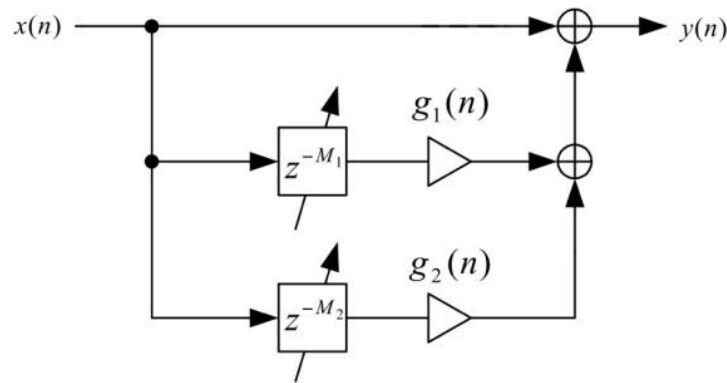 x(n) y(n)
g₁(n)
z⁻ᴹ₁
g₂(n)
z⁻ᴹ₂